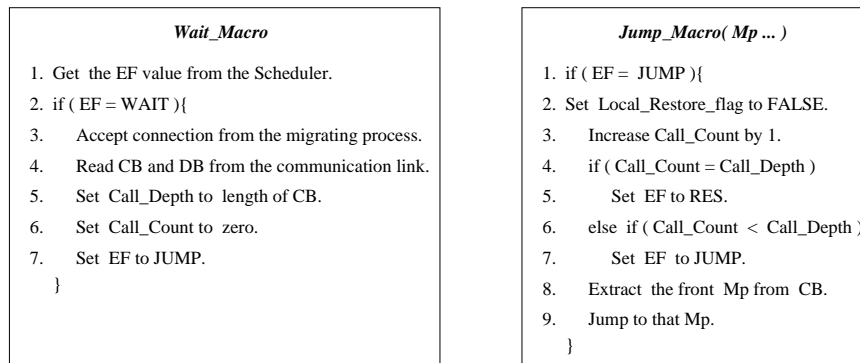 Wait_Macro
1. Get the EF value from the Scheduler.
2. if ( EF = WAIT ){
3. Accept connection from the migrating process.
4. Read CB and DB from the communication link.
5. Set Call_Depth to length of CB.
6. Set Call_Count to zero.
7. Set EF to JUMP.
}
Jump_Macro( Mp ... )
1. if ( EF = JUMP ){
2. Set Local_Restore_flag to FALSE.
3. Increase Call_Count by 1.
4. if ( Call_Count = Call_Depth )
5. Set EF to RES.
6. else if ( Call_Count < Call_Depth )
7. Set EF to JUMP.
8. Extract the front Mp from CB.
9. Jump to that Mp.
}